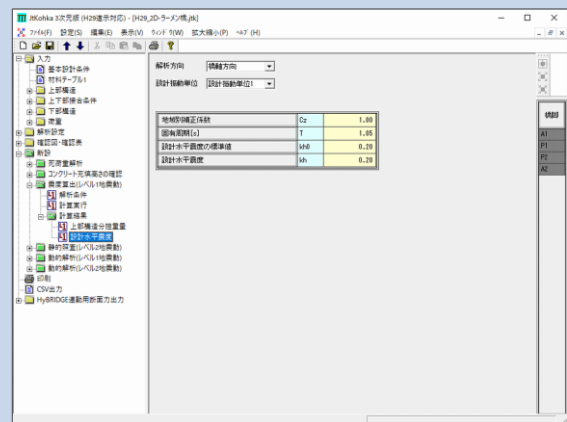 JtKohka 3次元版 (H29道示対応) - [H29_2D-ラーメン橋.jtk]
ファイル(F) 設定(S) 編集(E) 表示(V) ウィンドウ(W) 拡大縮小(P) ヘルプ(H)
入力
基本設計条件
材料テーブル1
上部構造
上下部接合条件
下部構造
荷重
解析設定
確認図・確認表
新設
死荷重解析
コンクリート充填高さの確認
震度算出(レベル1地震動)
解析条件
計算実行
計算結果
上部構造分担重量
設計水平震度
静的照査(レベル2地震動)
動的解析(レベル1地震動)
動的解析(レベル2地震動)
印刷
CSV出力
HyBRIDGE連動用断面力出力
解析方向 橋軸方向
設計振動単位 設計振動単位1
地域別補正係数 Cz 1.00
固有周期[s] T 1.05
設計水平震度の標準値 kh0 0.20
設計水平震度 kh 0.20
橋脚
A1
P1
P2
A2